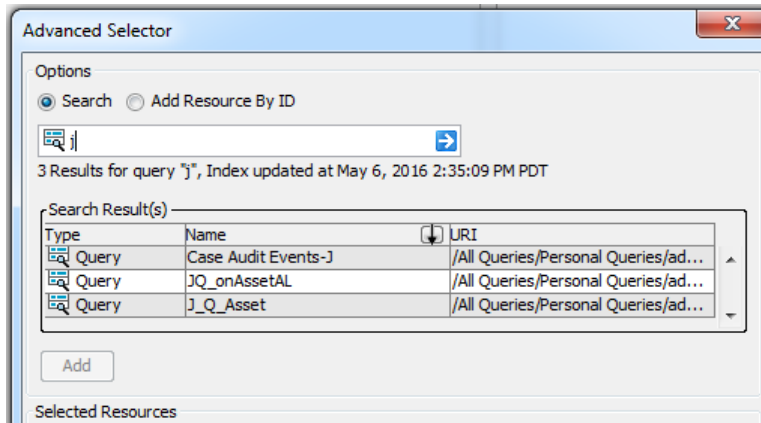 Advanced Selector
Options
Search Add Resource By ID
j
3 Results for query "j", Index updated at May 6, 2016 2:35:09 PM PDT
Search Result(s)
Type Name URI
Query Case Audit Events-J /All Queries/Personal Queries/ad...
Query JQ_onAssetAL /All Queries/Personal Queries/ad...
Query J_Q_Asset /All Queries/Personal Queries/ad...
Add
Selected Resources